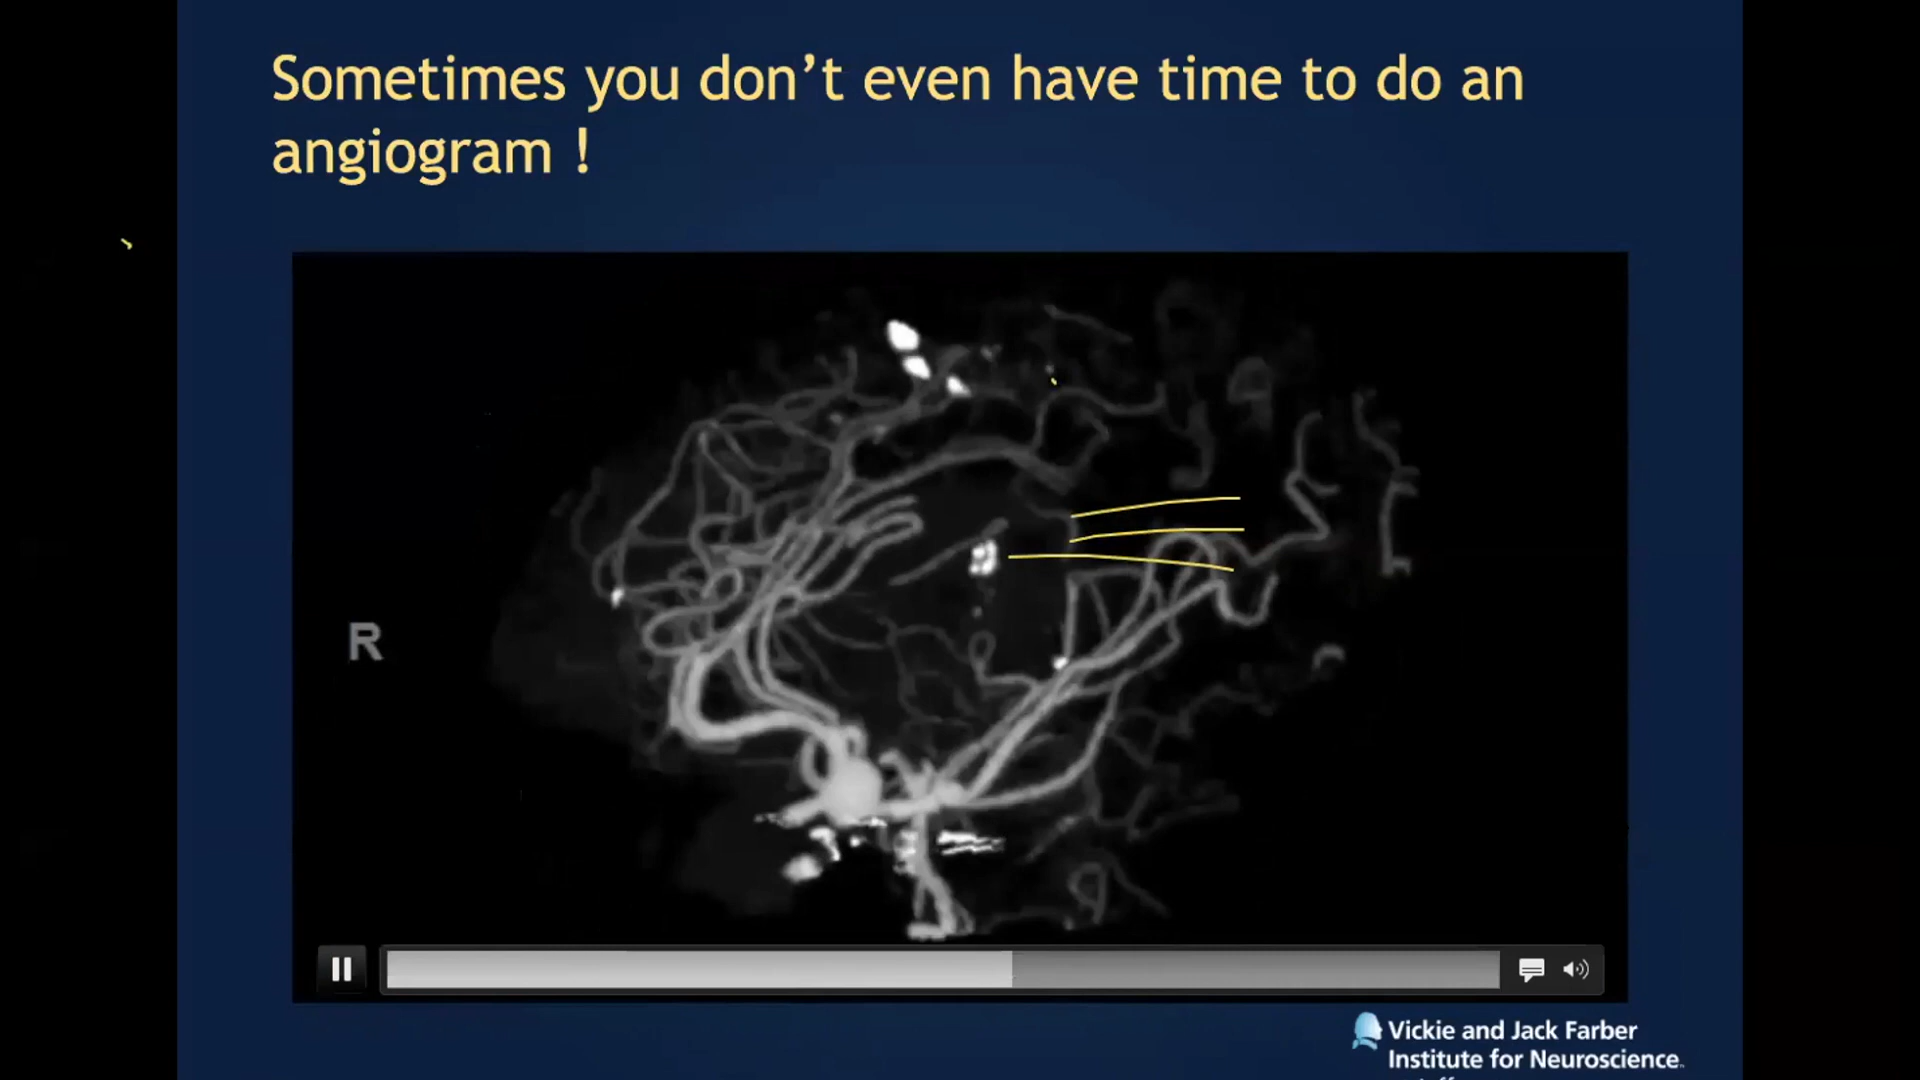 Sometimes you don’t even have time to do an
angiogram !
R
Vickie and Jack Farber
Institute for Neuroscience